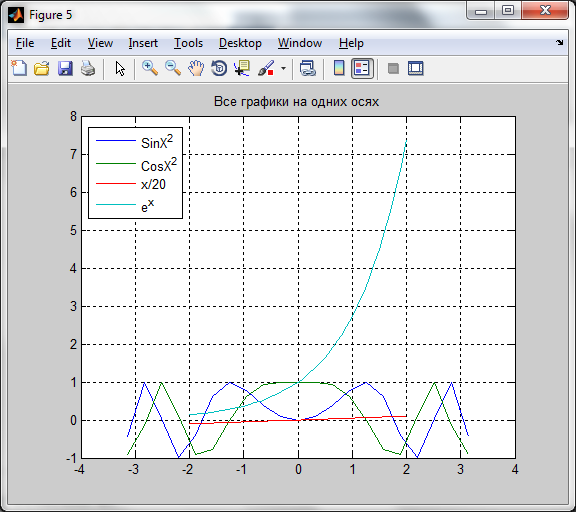 Figure 5
File Edit View Insert Tools Desktop Window Help
Все графики на одних осях
8
7
6
5
4
3
2
1
0
-1
SinX²
CosX²
x/20
eˣ
-4 -3 -2 -1 0 1 2 3 4